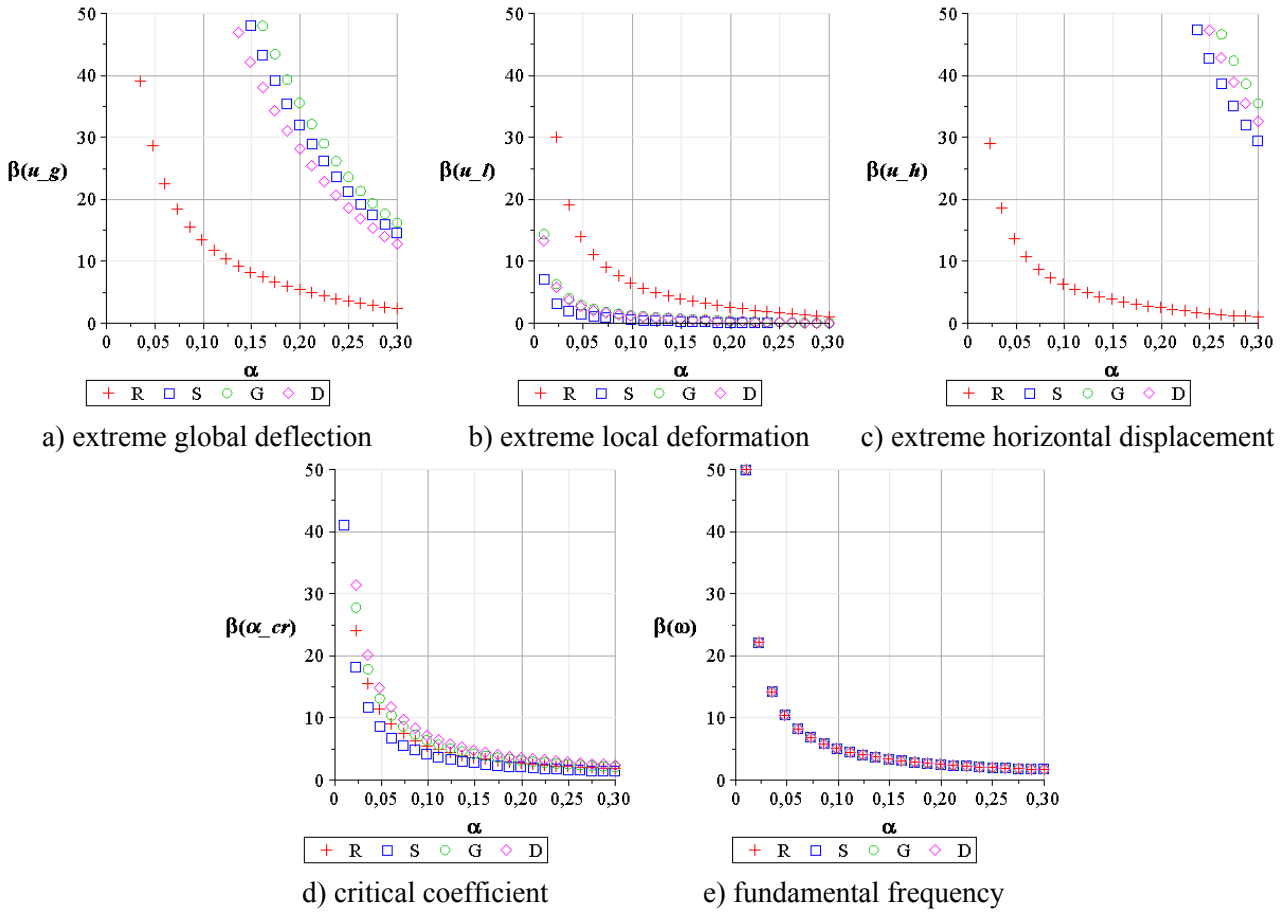 50
40
30
20
10
0
β(u_g)
0 0,05 0,10 0,15 0,20 0,25 0,30
α
R S G D
a) extreme global deflection
50
40
30
20
10
0
β(u_l)
0 0,05 0,10 0,15 0,20 0,25 0,30
α
R S G D
b) extreme local deformation
50
40
30
20
10
0
β(u_h)
0 0,05 0,10 0,15 0,20 0,25 0,30
α
R S G D
c) extreme horizontal displacement
50
40
30
20
10
0
β(α_cr)
0 0,05 0,10 0,15 0,20 0,25 0,30
α
R S G D
d) critical coefficient
50
40
30
20
10
0
β(ω)
0 0,05 0,10 0,15 0,20 0,25 0,30
α
R S G D
e) fundamental frequency